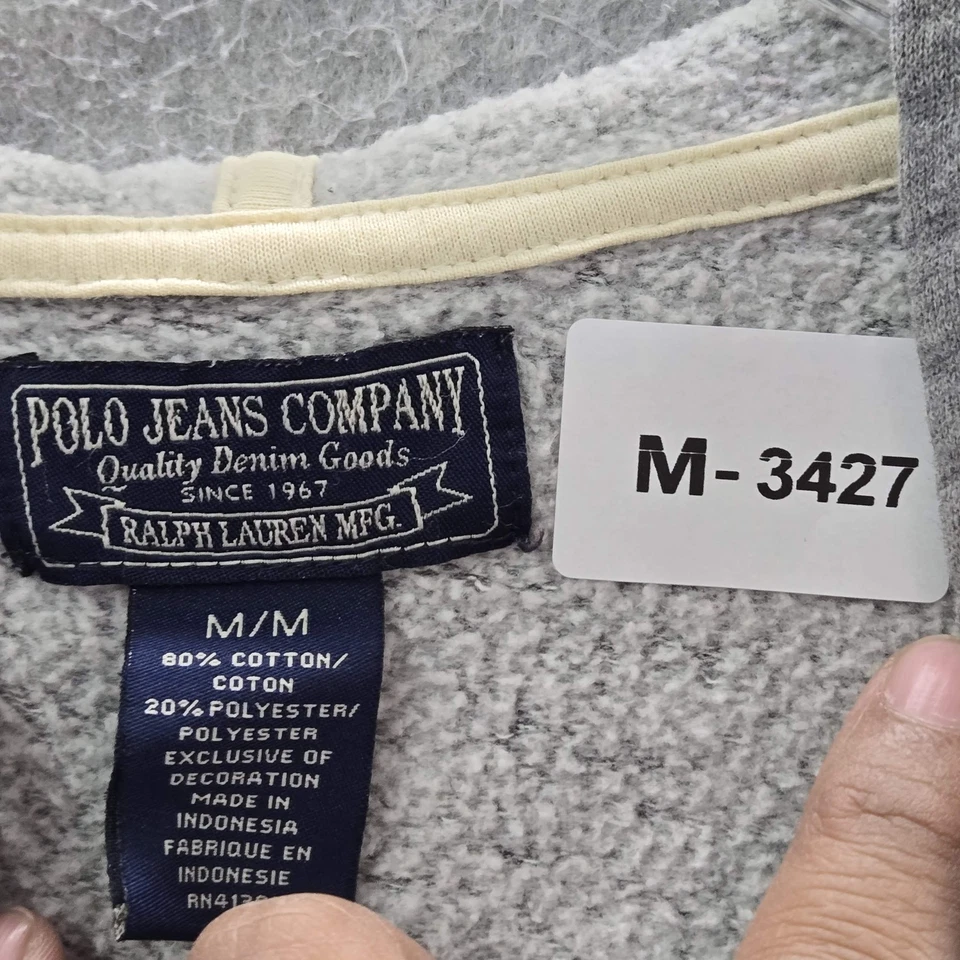 POLO JEANS COMPANY
Quality Denim Goods
SINCE 1967
RALPH LAUREN MFG.
M/M
80% COTTON/
COTON
20% POLYESTER/
POLYESTER
EXCLUSIVE OF
DECORATION
MADE IN
INDONESIA
FABRIQUE EN
INDONESIE
M-3427